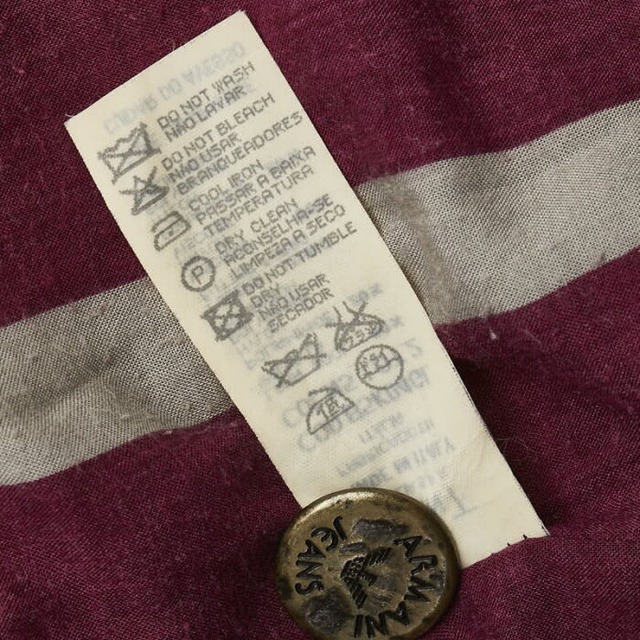 DO NOT WASH
NÃO LAVAR
DO NOT BLEACH
NÃO USAR
BRANQUEADORES
COOL IRON
PASSAR A BAIXA
TEMPERATURA
DRY CLEAN
ACONSELHA-SE
LIMPEZA A SECO
DO NOT TUMBLE
DRY
NÃO USAR
SECADOR
P
ARMANI
JEANS